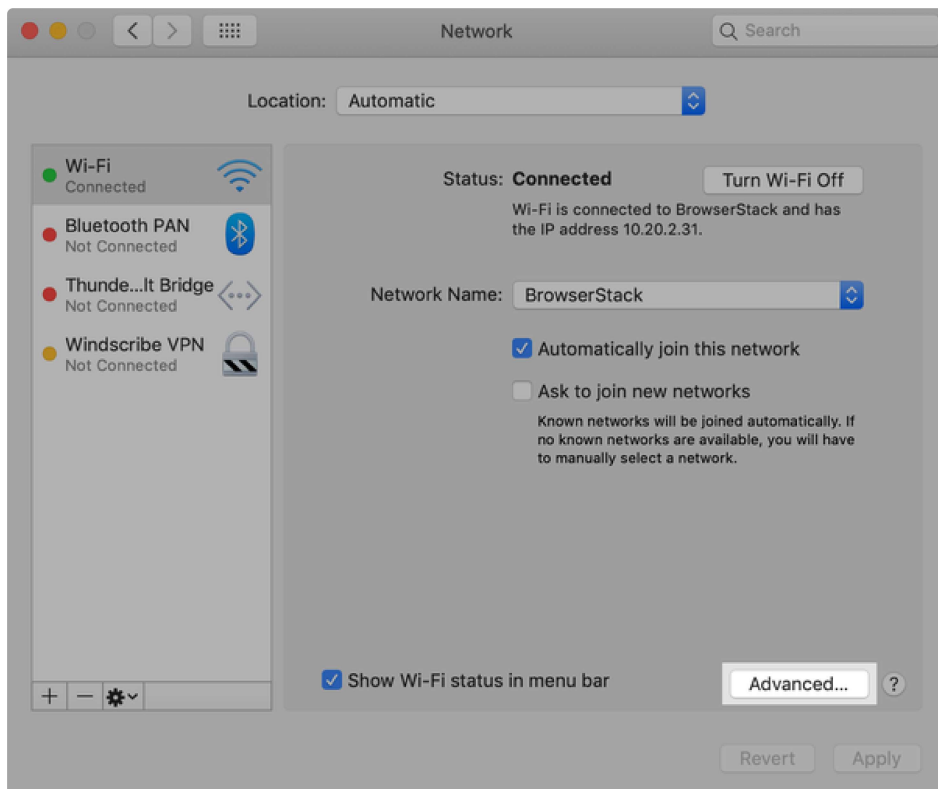 Network
Search
Location: Automatic
Wi-Fi
Connected
Bluetooth PAN
Not Connected
Thunde...lt Bridge
Not Connected
Windscribe VPN
Not Connected
Status: Connected
Turn Wi-Fi Off
Wi-Fi is connected to BrowserStack and has
the IP address 10.20.2.31.
Network Name: BrowserStack
Automatically join this network
Ask to join new networks
Known networks will be joined automatically. If
no known networks are available, you will have
to manually select a network.
Show Wi-Fi status in menu bar
Advanced...
?
Revert
Apply